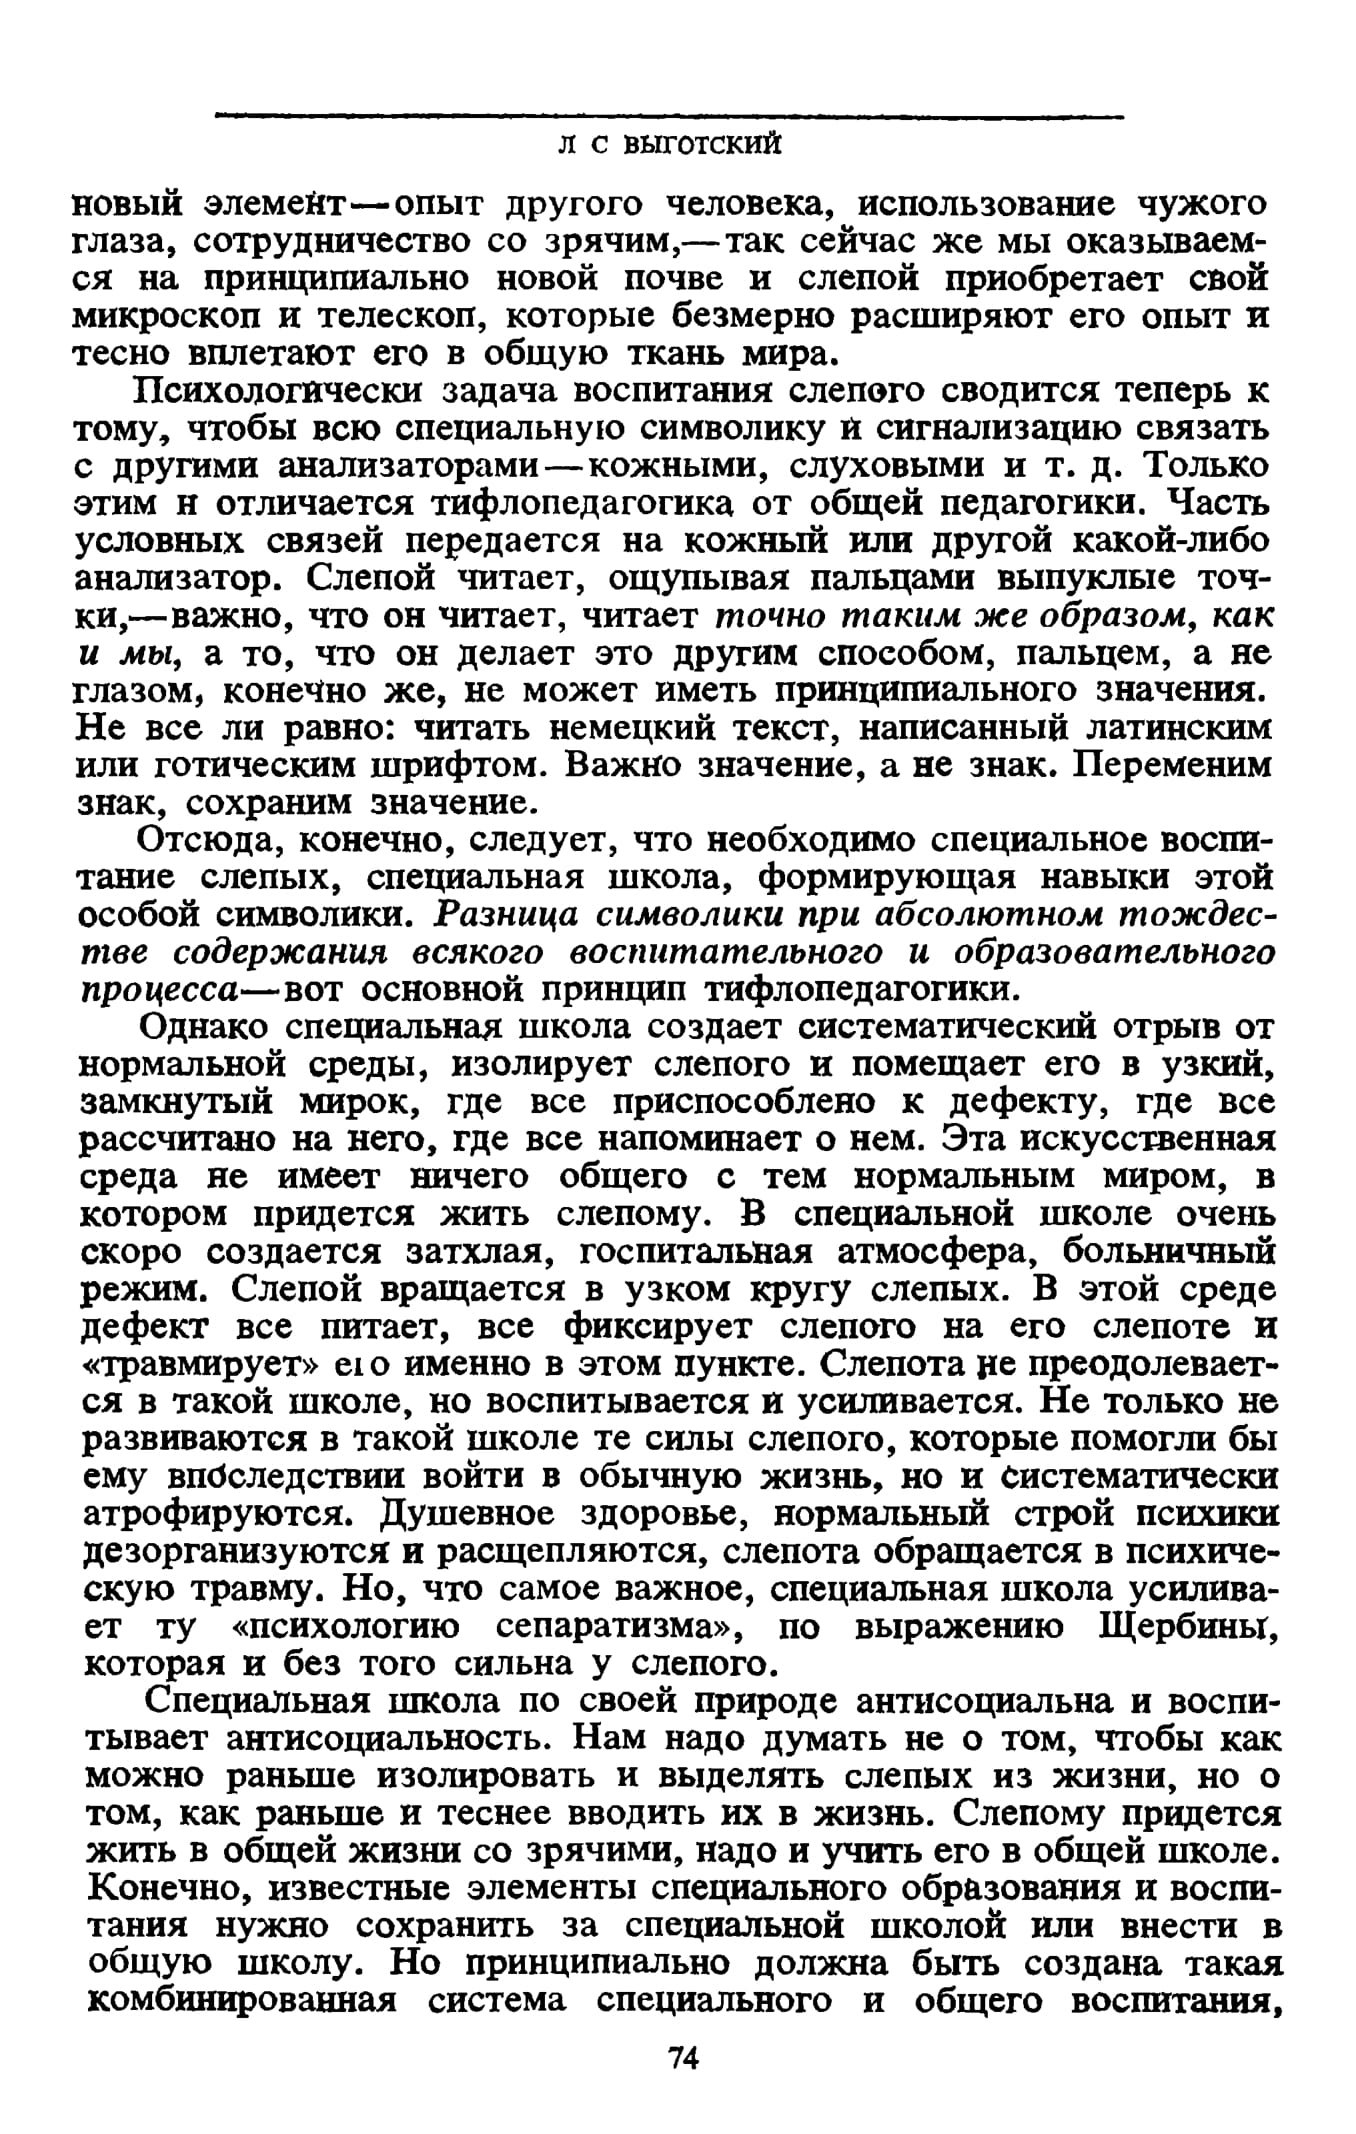 Л С ВЫГОТСКИЙ
новый элемент—опыт другого человека, использование чужого
глаза, сотрудничество со зрячим,—так сейчас же мы оказываем-
ся на принципиально новой почве и слепой приобретает свой
микроскоп и телескоп, которые безмерно расширяют его опыт и
тесно вплетают его в общую ткань мира.
Психологически задача воспитания слепого сводится теперь к
тому, чтобы всю специальную символику и сигнализацию связать
с другими анализаторами—кожными, слуховыми и т. д. Только
этим и отличается тифлопедагогика от общей педагогики. Часть
условных связей передается на кожный или другой какой-либо
анализатор. Слепой читает, ощупывая пальцами выпуклые точ-
ки,—важно, что он читает, читает точно таким же образом, как
и мы, а то, что он делает это другим способом, пальцем, а не
глазом, конечно же, не может иметь принципиального значения.
Не все ли равно: читать немецкий текст, написанный латинским
или готическим шрифтом. Важно значение, а не знак. Переменим
знак, сохраним значение.
Отсюда, конечно, следует, что необходимо специальное воспи-
тание слепых, специальная школа, формирующая навыки этой
особой символики. Разница символики при абсолютном тождес-
тве содержания всякого воспитательного и образовательного
процесса—вот основной принцип тифлопедагогики.
Однако специальная школа создает систематический отрыв от
нормальной среды, изолирует слепого и помещает его в узкий,
замкнутый мирок, где все приспособлено к дефекту, где все
рассчитано на него, где все напоминает о нем. Эта искусственная
среда не имеет ничего общего с тем нормальным миром, в
котором придется жить слепому. В специальной школе очень
скоро создается затхлая, госпитальная атмосфера, больничный
режим. Слепой вращается в узком кругу слепых. В этой среде
дефект все питает, все фиксирует слепого на его слепоте и
«травмирует» его именно в этом пункте. Слепота не преодолевает-
ся в такой школе, но воспитывается и усиливается. Не только не
развиваются в такой школе те силы слепого, которые помогли бы
ему впоследствии войти в обычную жизнь, но и систематически
атрофируются. Душевное здоровье, нормальный строй психики
дезорганизуются и расщепляются, слепота обращается в психиче-
скую травму. Но, что самое важное, специальная школа усилива-
ет ту «психологию сепаратизма», по выражению Щербины,
которая и без того сильна у слепого.
Специальная школа по своей природе антисоциальна и воспи-
тывает антисоциальность. Нам надо думать не о том, чтобы как
можно раньше изолировать и выделять слепых из жизни, но о
том, как раньше и теснее вводить их в жизнь. Слепому придется
жить в общей жизни со зрячими, надо и учить его в общей школе.
Конечно, известные элементы специального образования и воспи-
тания нужно сохранить за специальной школой или внести в
общую школу. Но принципиально должна быть создана такая
комбинированная система специального и общего воспитания,
74